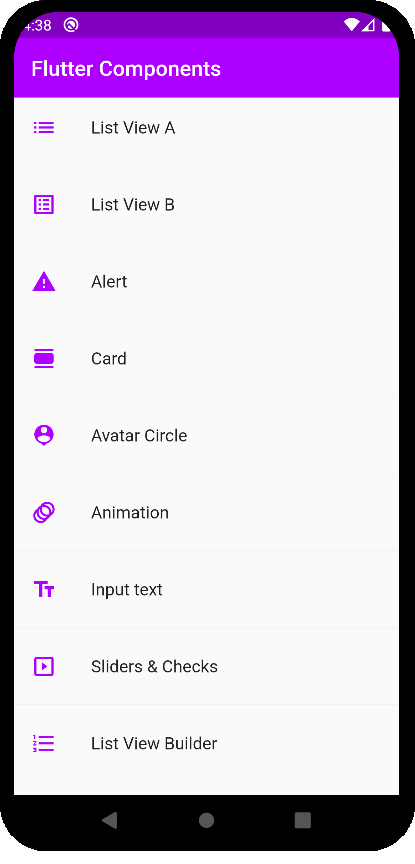 4:38
Flutter Components
List View A
List View B
Alert
Card
Avatar Circle
Animation
Input text
Sliders & Checks
List View Builder